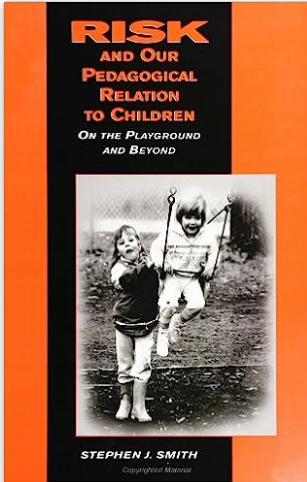 RISK
AND OUR
PEDAGOGICAL
RELATION
TO CHILDREN
ON THE PLAYGROUND
AND BEYOND
STEPHEN J. SMITH
Copyrighted Material